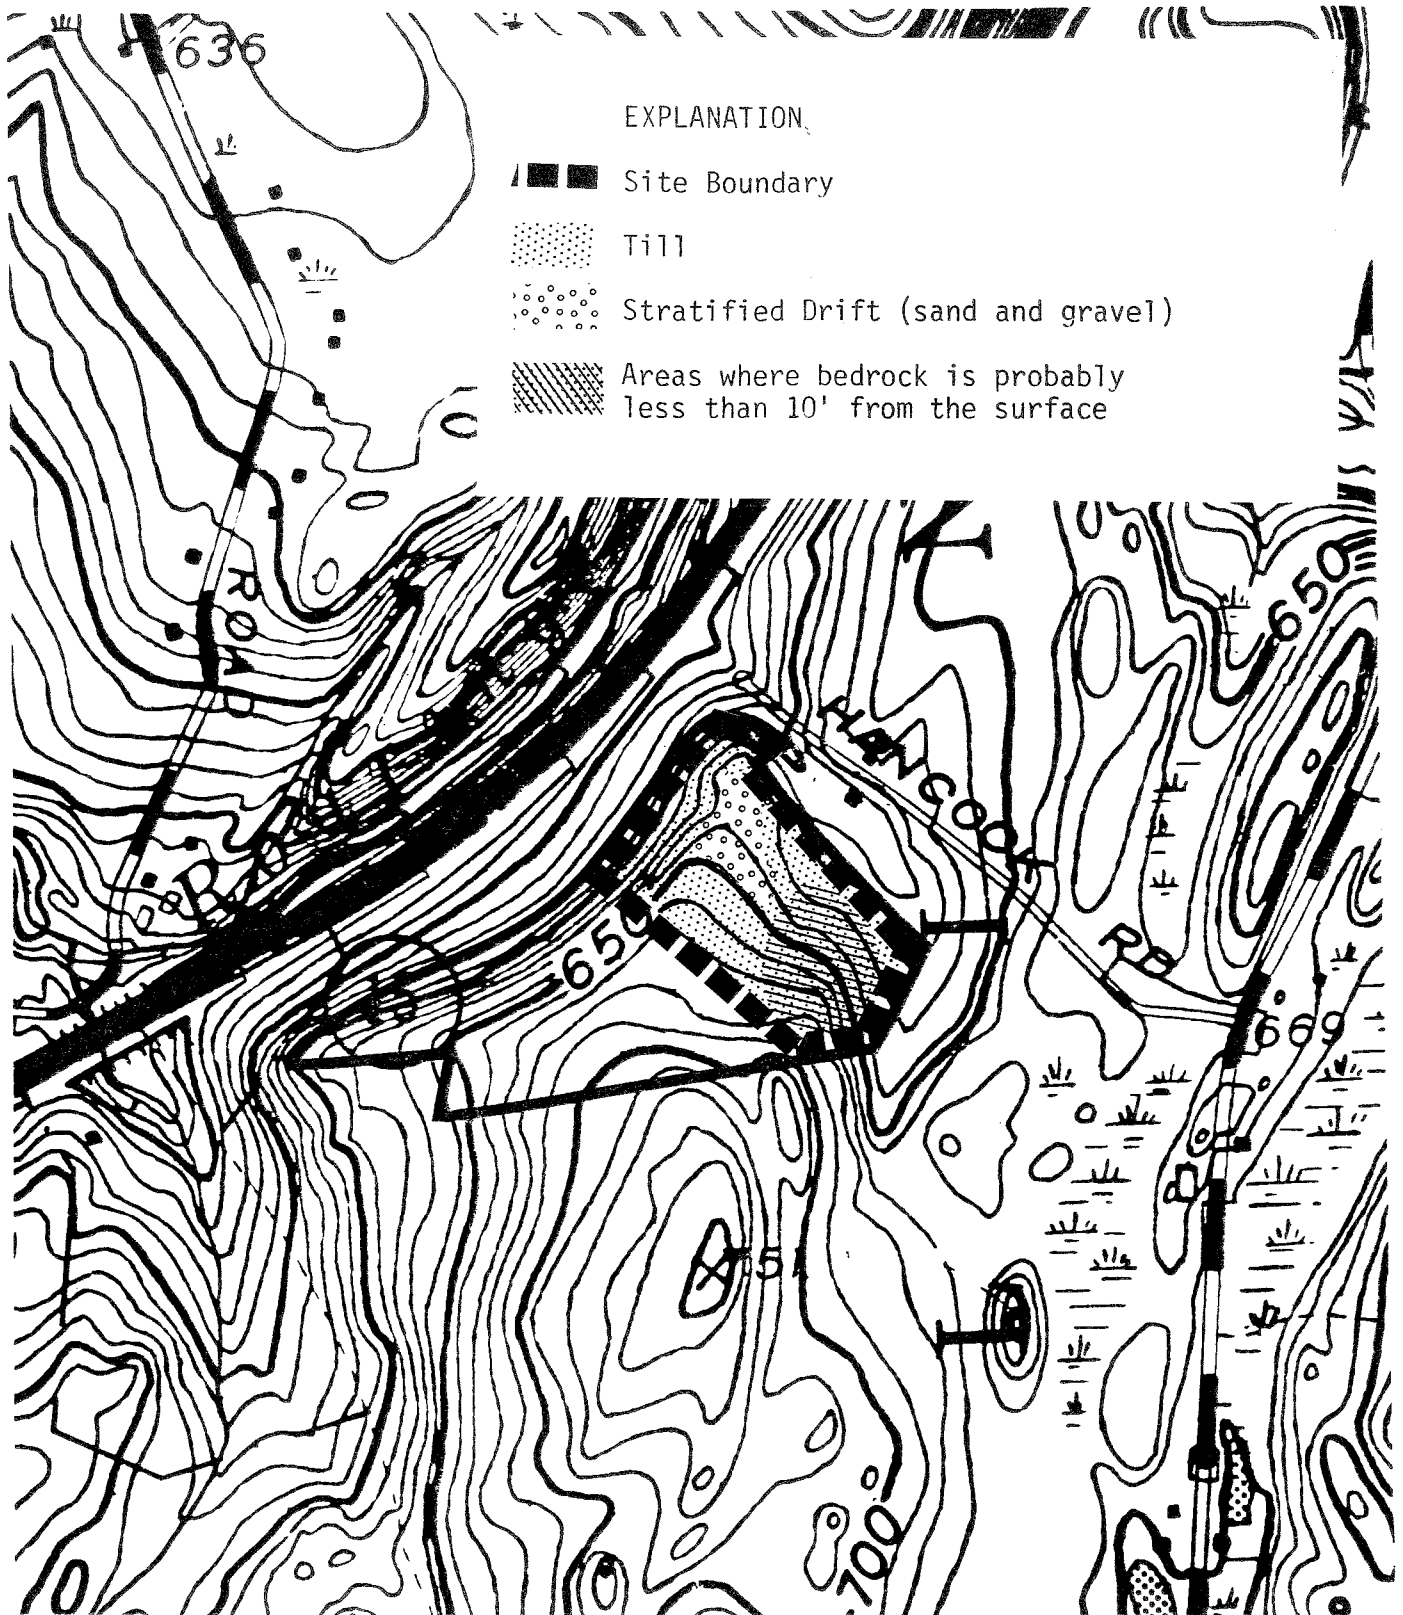 636
EXPLANATION
Site Boundary
Till
Stratified Drift (sand and gravel)
Areas where bedrock is probably
less than 10' from the surface
650
ROAD
650
RD
669
700